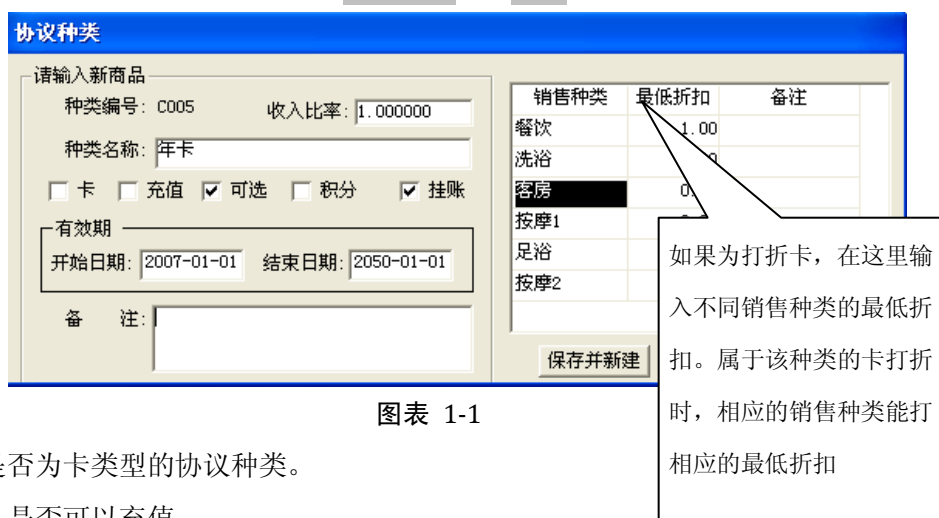 协议种类
请输入新商品
种类编号: C005 收入比率: 1.000000
种类名称: 年卡
卡 充值 可选 积分 挂账
有效期
开始日期: 2007-01-01 结束日期: 2050-01-01
备 注:
销售种类 最低折扣 备注
餐饮 1.00
洗浴
客房
按摩1
足浴
按摩2
保存并新建
如果为打折卡，在这里输
入不同销售种类的最低折
扣。属于该种类的卡打折
时，相应的销售种类能打
相应的最低折扣
图表 1-1
是否为卡类型的协议种类。
是否可以充值